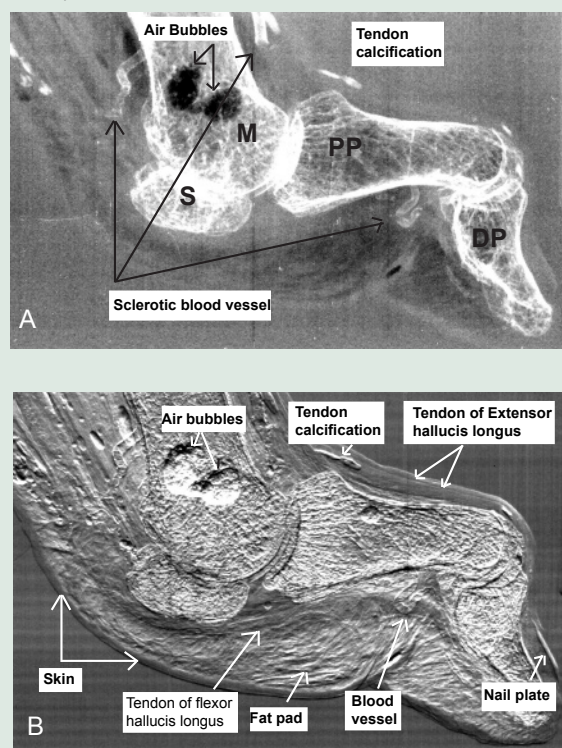 Air Bubbles
Tendon
calcification
M
PP
S
DP
Sclerotic blood vessel
A
Air bubbles
Tendon
calcification
Tendon of Extensor
hallucis longus
Skin
Tendon of flexor
hallucis longus
Fat pad
Blood
vessel
Nail plate
B